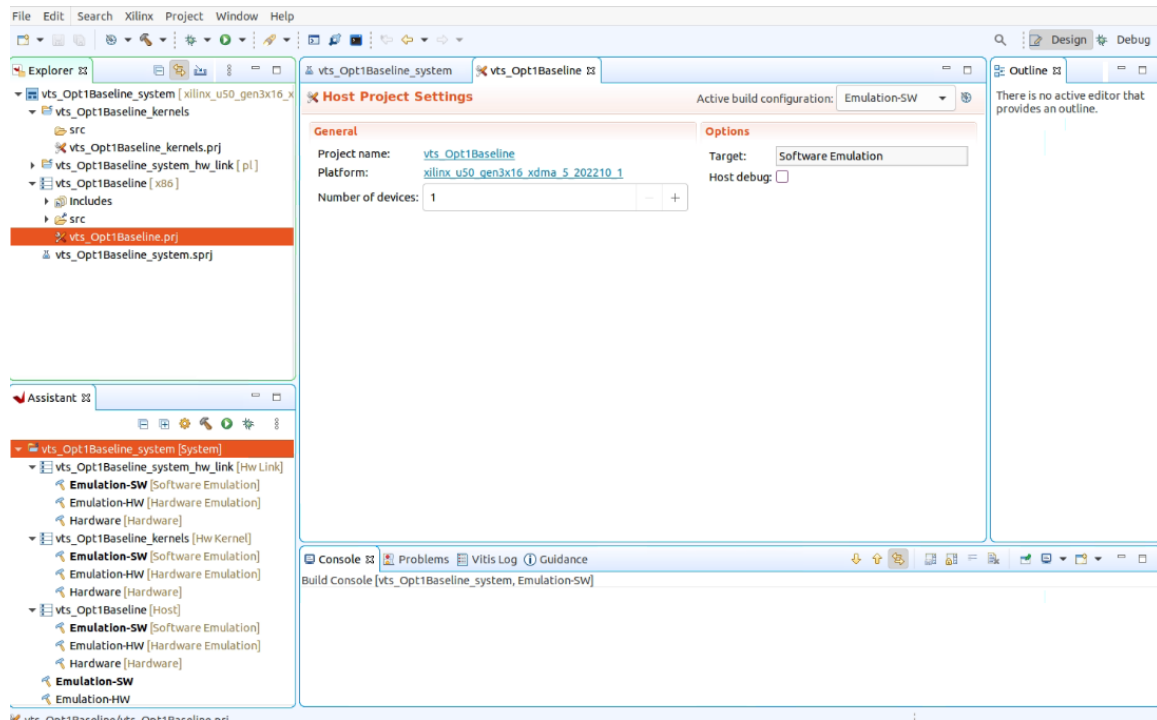 File Edit Search Xilinx Project Window Help
Design Debug
Explorer
vts_Opt1Baseline_system [ xilinx_u50_gen3x16_x
vts_Opt1Baseline_kernels
src
vts_Opt1Baseline_kernels.prj
vts_Opt1Baseline_system_hw_link [ pl ]
vts_Opt1Baseline [ x86 ]
Includes
src
vts_Opt1Baseline.prj
vts_Opt1Baseline_system.sprj
Assistant
vts_Opt1Baseline_system [System]
vts_Opt1Baseline_system_hw_link [Hw Link]
Emulation-SW [Software Emulation]
Emulation-HW [Hardware Emulation]
Hardware [Hardware]
vts_Opt1Baseline_kernels [Hw Kernel]
Emulation-SW [Software Emulation]
Emulation-HW [Hardware Emulation]
Hardware [Hardware]
vts_Opt1Baseline [Host]
Emulation-SW [Software Emulation]
Emulation-HW [Hardware Emulation]
Hardware [Hardware]
Emulation-SW
Emulation-HW
vts_Opt1Baseline_system vts_Opt1Baseline
Host Project Settings Active build configuration: Emulation-SW
General
Project name: vts_Opt1Baseline
Platform: xilinx_u50_gen3x16_xdma_5_202210_1
Number of devices: 1
Options
Target: Software Emulation
Host debug:
Outline
There is no active editor that
provides an outline.
Console Problems Vitis Log Guidance
Build Console [vts_Opt1Baseline_system, Emulation-SW]
vts_Opt1Baseline/vts_Opt1Baseline.prj